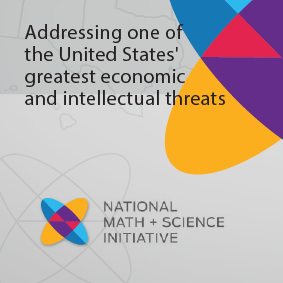 Addressing one of
the United States'
greatest economic
and intellectual threats
NATIONAL
MATH + SCIENCE
INITIATIVE